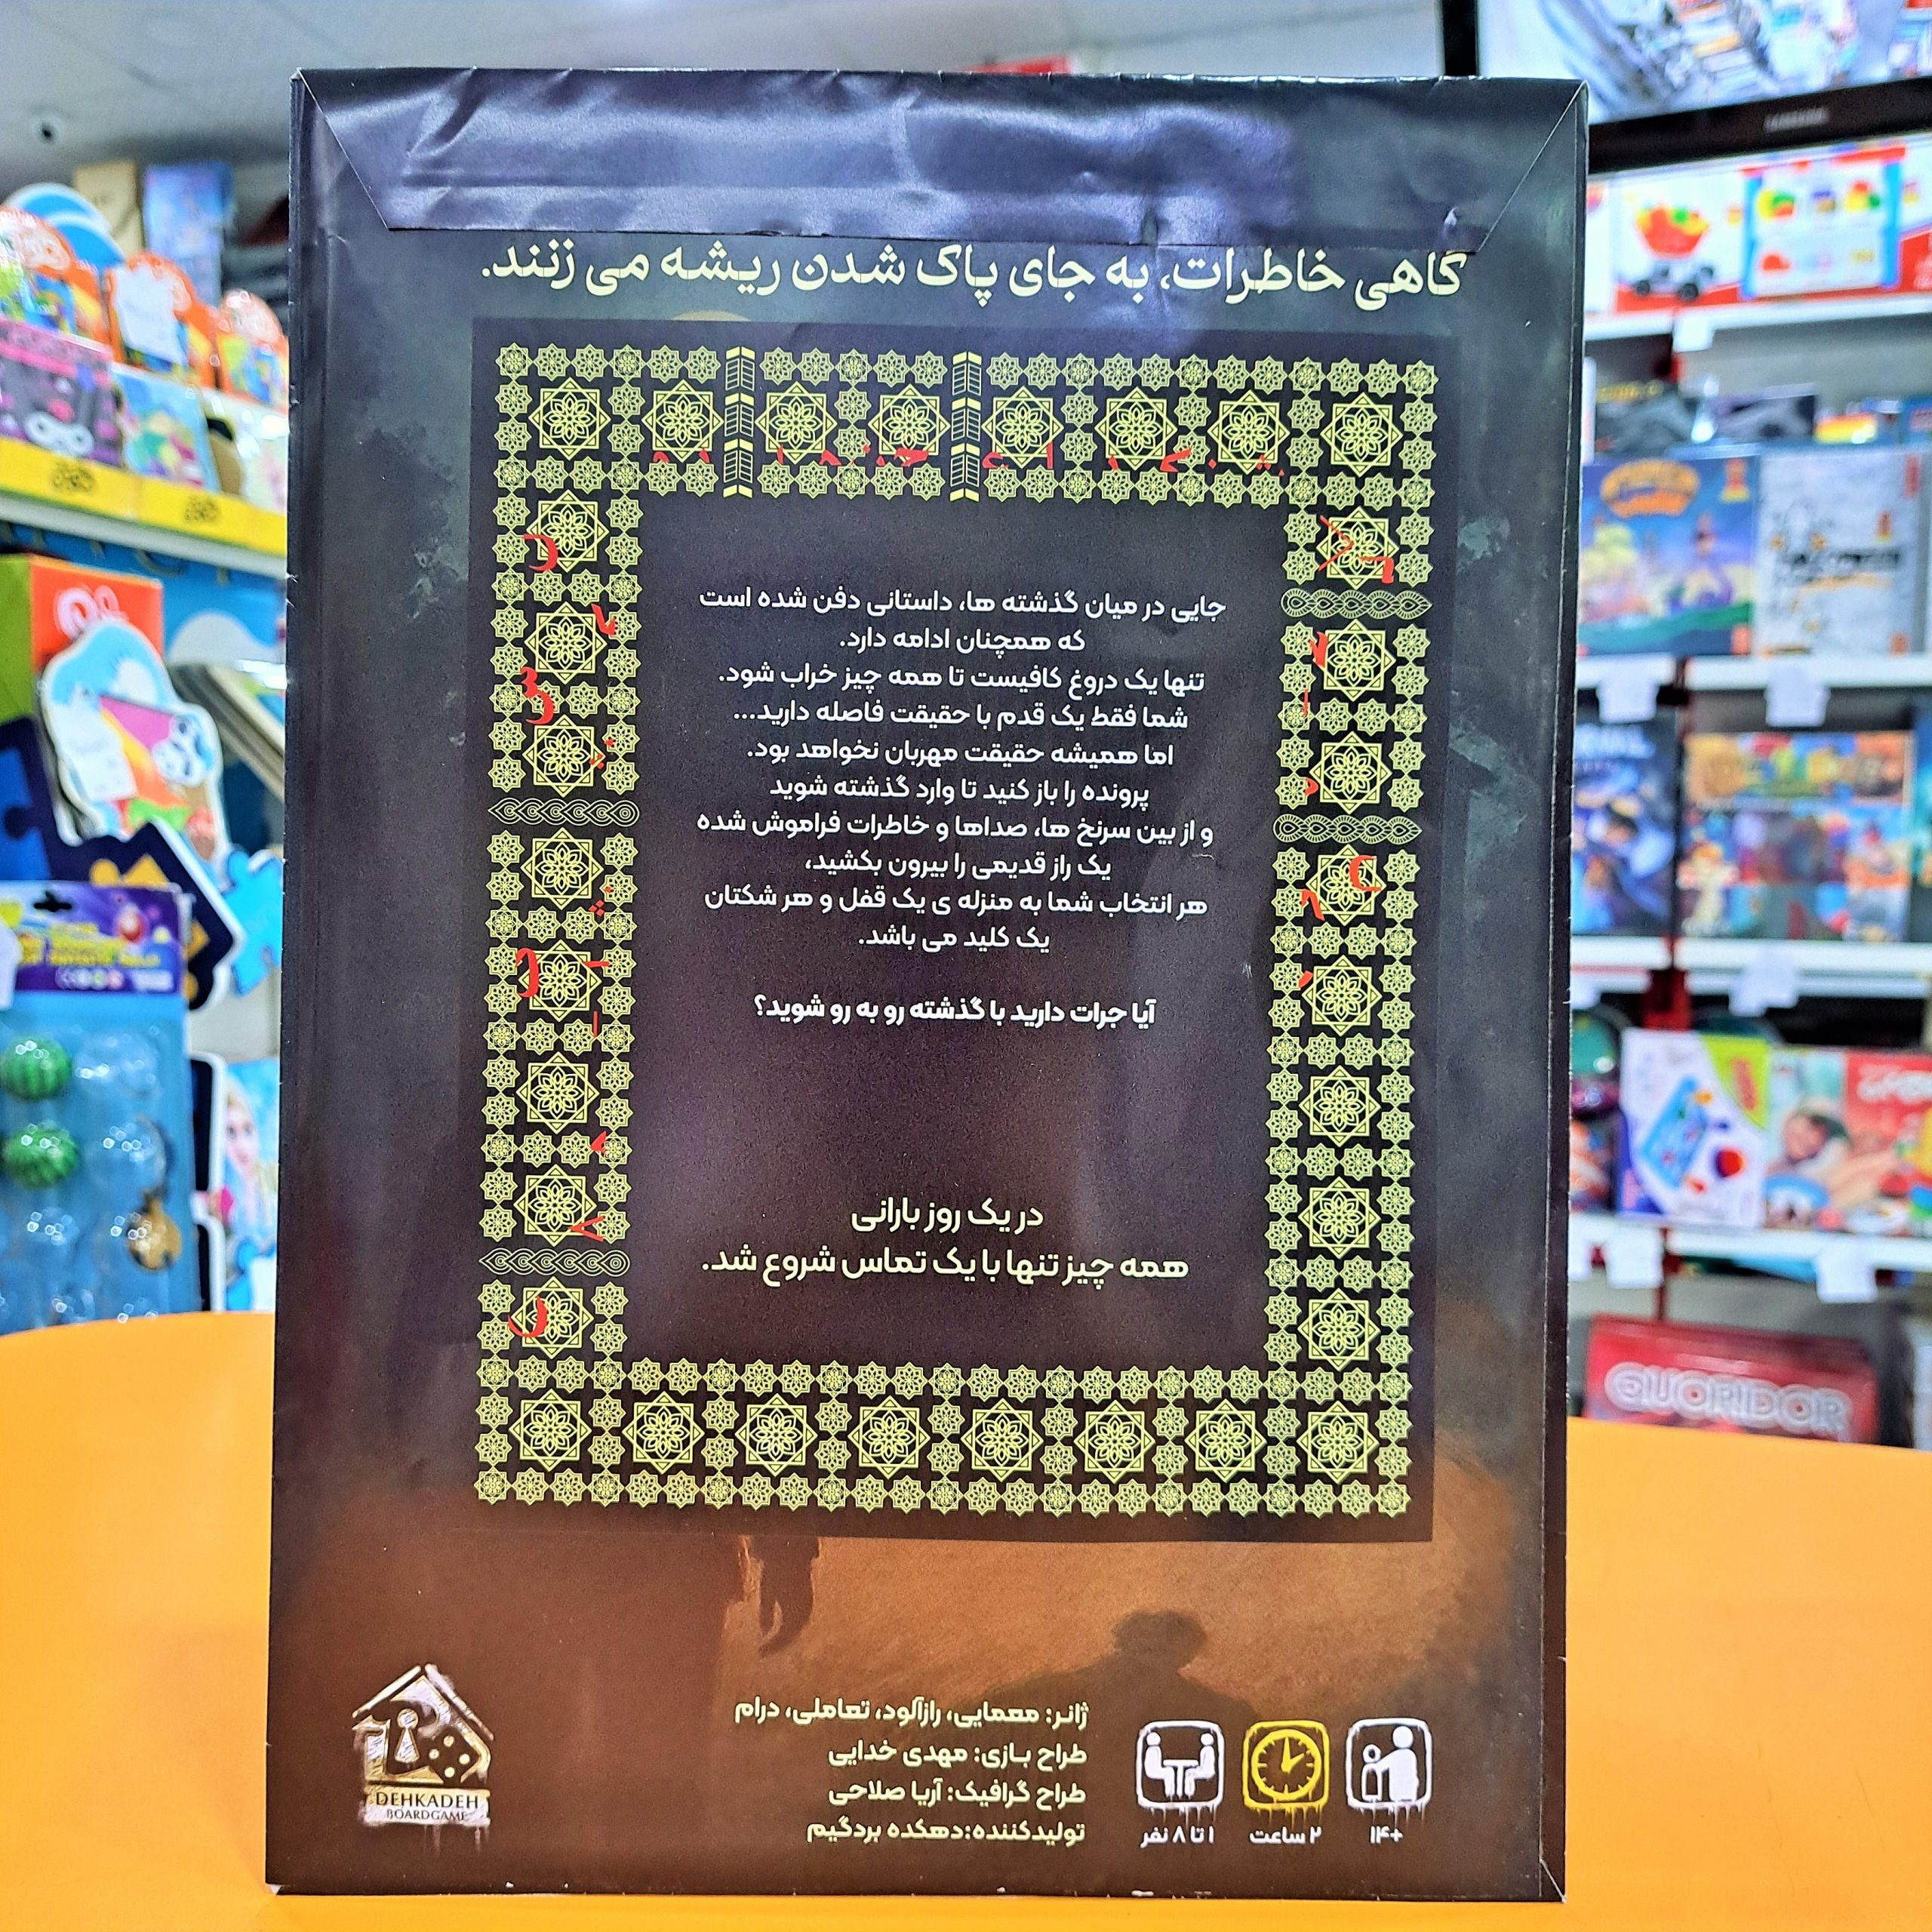 گاهی خاطرات، به جای پاک شدن ریشه می زنند.
جایی در میان گذشته ها، داستانی دفن شده است
که همچنان ادامه دارد.
تنها یک دروغ کافیست تا همه چیز خراب شود.
شما فقط یک قدم با حقیقت فاصله دارید...
اما همیشه حقیقت مهربان نخواهد بود.
پرونده را باز کنید تا وارد گذشته شوید
و از بین سرنخ ها، صداها و خاطرات فراموش شده
یک راز قدیمی را بیرون بکشید،
هر انتخاب شما به منزله ی یک قفل و هر شکتان
یک کلید می باشد.
آیا جرات دارید با گذشته رو به رو شوید؟
در یک روز بارانی
همه چیز تنها با یک تماس شروع شد.
ژانر: معمایی، رازآلود، تعاملی، درام
طراح بازی: مهدی خدایی
طراح گرافیک: آریا صلاحی
تولیدکننده:دهکده بردگیم
+۱۴
۲ ساعت
۱ تا ۸ نفر
DEHKADEH
BOARDGAME
QUORIDOR